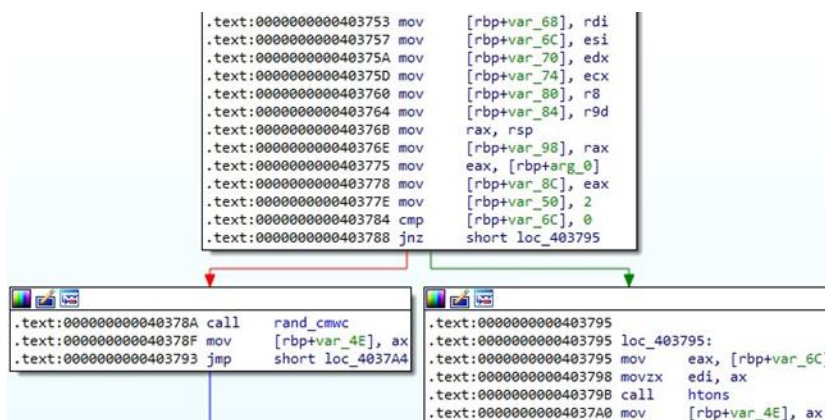 .text:0000000000403753 mov [rbp+var_68], rdi
.text:0000000000403757 mov [rbp+var_6C], esi
.text:000000000040375A mov [rbp+var_70], edx
.text:000000000040375D mov [rbp+var_74], ecx
.text:0000000000403760 mov [rbp+var_80], r8
.text:0000000000403764 mov [rbp+var_84], r9d
.text:000000000040376B mov rax, rsp
.text:000000000040376E mov [rbp+var_98], rax
.text:0000000000403775 mov eax, [rbp+arg_0]
.text:0000000000403778 mov [rbp+var_8C], eax
.text:000000000040377E mov [rbp+var_50], 2
.text:0000000000403784 cmp [rbp+var_6C], 0
.text:0000000000403788 jnz short loc_403795
.text:000000000040378A call rand_cmwc
.text:000000000040378F mov [rbp+var_4E], ax
.text:0000000000403793 jmp short loc_4037A4
.text:0000000000403795
.text:0000000000403795 loc_403795:
.text:0000000000403795 mov eax, [rbp+var_6C]
.text:0000000000403798 movzx edi, ax
.text:000000000040379B call htons
.text:00000000004037A0 mov [rbp+var_4E], ax